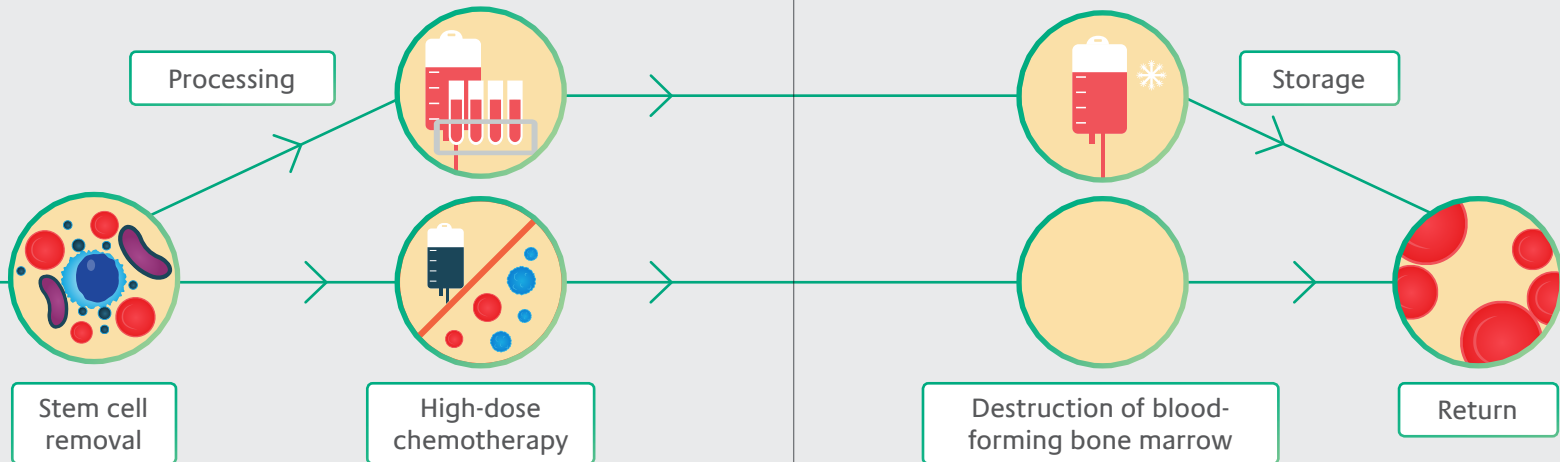 Processing
Storage
Stem cell
removal
High-dose
chemotherapy
Destruction of blood-
forming bone marrow
Return